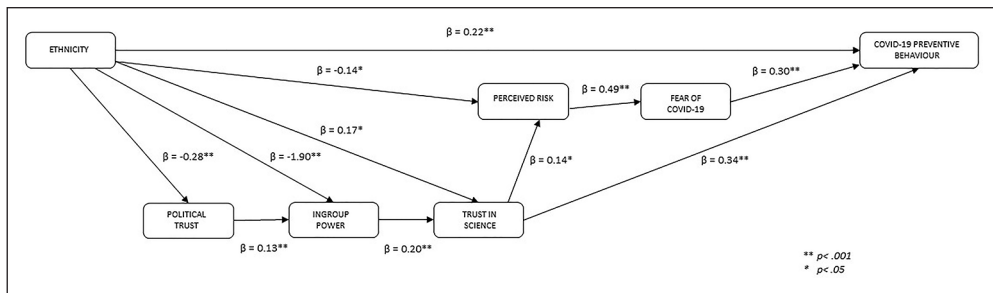 β = 0.22**
ETHNICITY
COVID-19 PREVENTIVE
BEHAVIOUR
β = -0.14*
β = 0.49**
β = 0.30**
PERCEIVED RISK
FEAR OF
COVID-19
β = 0.17*
β = -0.28**
β = -1.90**
β = 0.14*
β = 0.34**
POLITICAL
TRUST
INGROUP
POWER
TRUST IN
SCIENCE
β = 0.13**
β = 0.20**
** p< .001
* p< .05